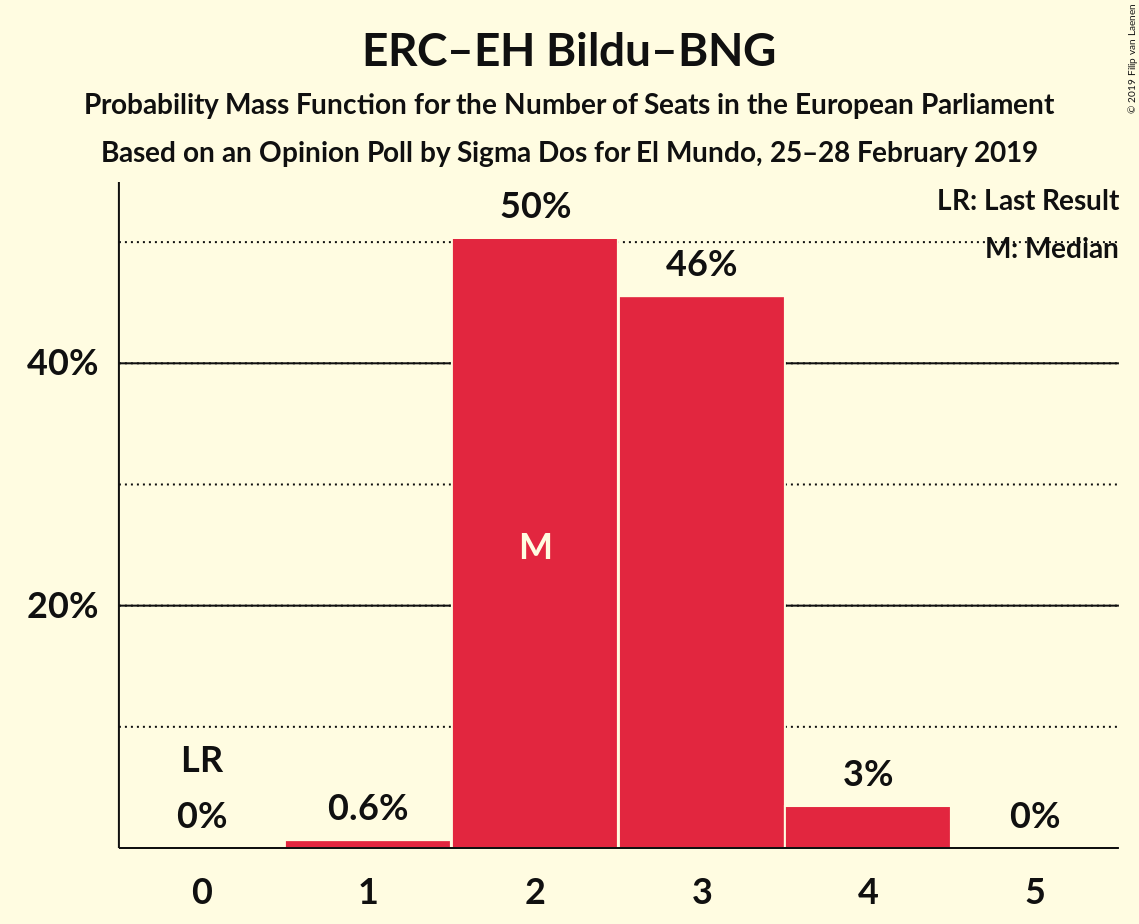 ERC–EH Bildu–BNG
Probability Mass Function for the Number of Seats in the European Parliament
Based on an Opinion Poll by Sigma Dos for El Mundo, 25–28 February 2019
© 2019 Filip van Laenen
LR: Last Result
M: Median
50%
46%
40%
M
20%
LR
0%
0.6%
3%
0%
0
1
2
3
4
5